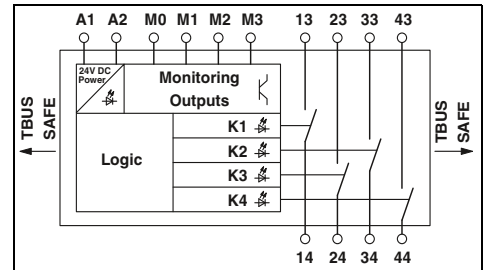 A1 A2 M0 M1 M2 M3 13 23 33 43
24V DC
Power
Monitoring
Outputs
TBUS
SAFE
TBUS
SAFE
Logic
K1
K2
K3
K4
14 24 34 44